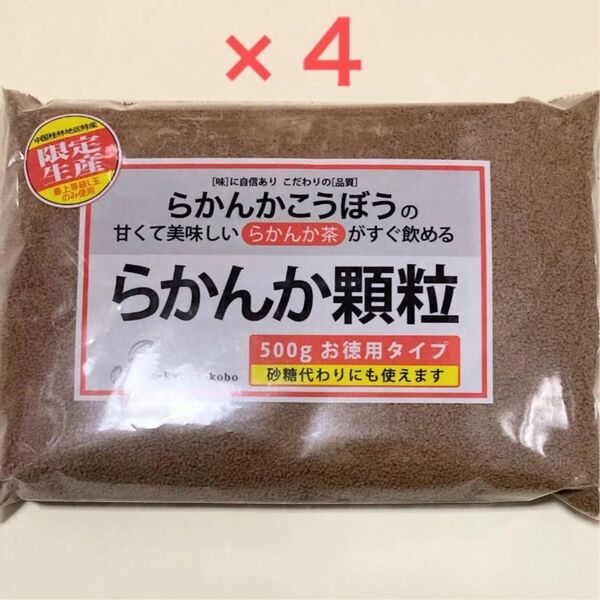 × 4
中国桂林地区特産
限定
生産
最上等級L玉
のみ使用
[味]に自信あり こだわりの[品質]
らかんかこうぼうの
甘くて美味しい らかんか茶 がすぐ飲める
らかんか顆粒
500g お徳用タイプ
砂糖代わりにも使えます
kobo